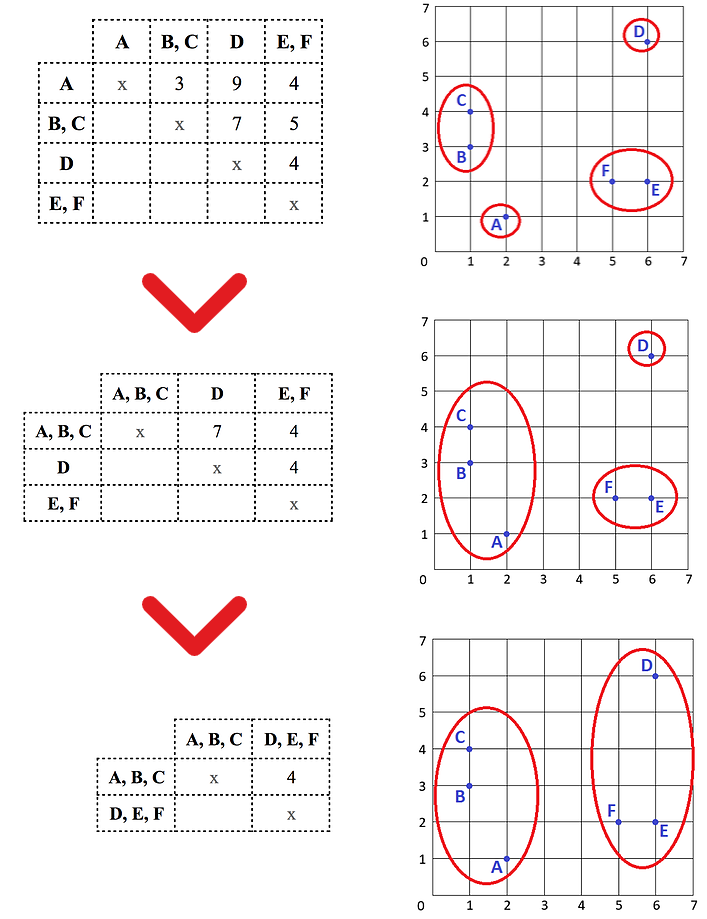 A B, C D E, F
A x 3 9 4
B, C x 7 5
D x 4
E, F x
7
D
6
5
C
4
3
B
F
2
E
1
A
0 1 2 3 4 5 6 7
A, B, C D E, F
A, B, C x 7 4
D x 4
E, F x
7
D
6
5
C
4
3
B
F
2
E
1
A
0 1 2 3 4 5 6 7
A, B, C D, E, F
A, B, C x 4
D, E, F x
7
D
6
5
C
4
3
B
F
2
E
1
A
0 1 2 3 4 5 6 7